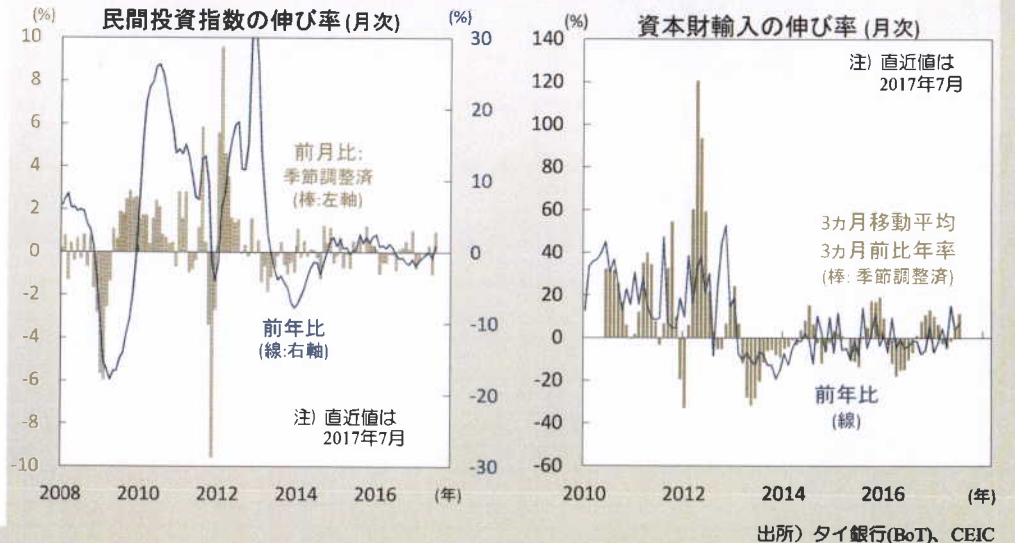 民間投資指数の伸び率 (月次)
(%)
(%)
10
8
6
4
2
0
-2
-4
-6
-8
-10
30
20
10
0
-10
-20
-30
前月比:
季節調整済
(棒:左軸)
前年比
(線:右軸)
注) 直近値は
2017年7月
2008
2010
2012
2014
2016
(年)
資本財輸入の伸び率 (月次)
(%)
140
120
100
80
60
40
20
0
-20
-40
-60
注) 直近値は
2017年7月
3ヵ月移動平均
3ヵ月前比年率
(棒: 季節調整済)
前年比
(線)
2010
2012
2014
2016
(年)
出所）タイ銀行(BoT)、CEIC